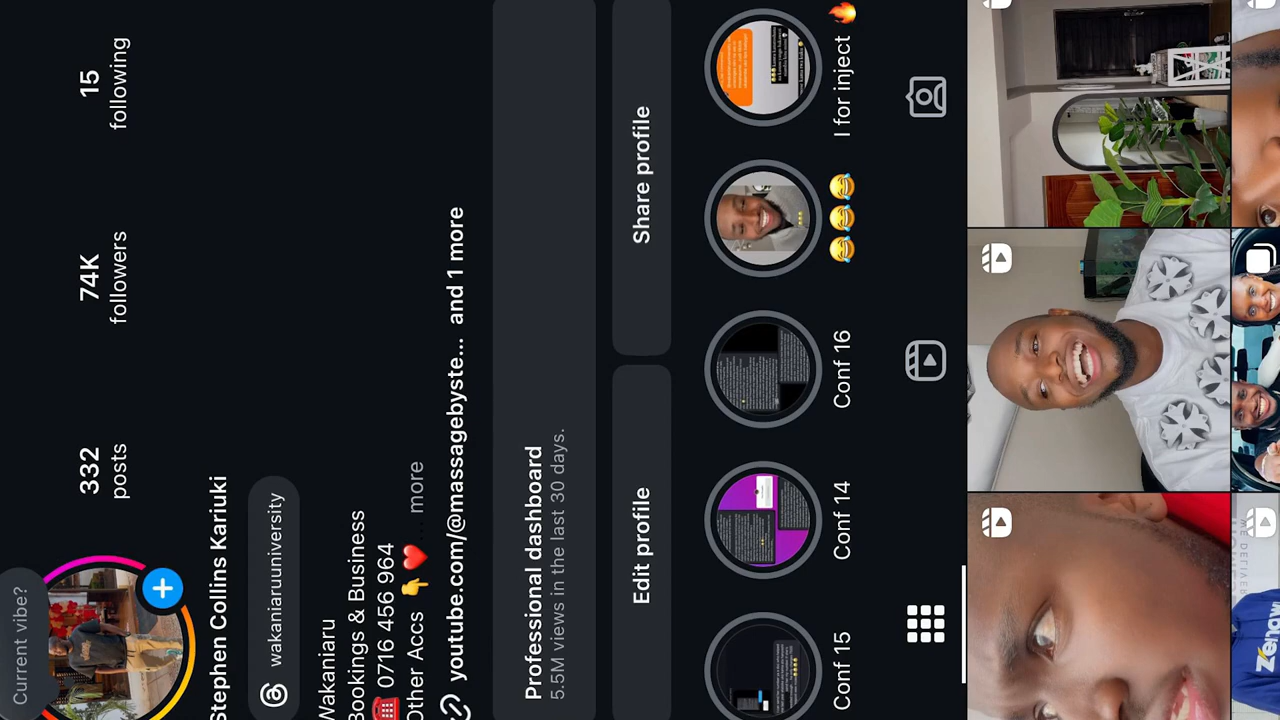 Current vibe?
332
posts
74K
followers
15
following
Stephen Collins Kariuki
wakaniaruuniversity
Wakaniaru
Bookings & Business
☎️ 0716 456 964
Other Accs 👉❤️... more
youtube.com/@massagebyste... and 1 more
Professional dashboard
5.5M views in the last 30 days.
Edit profile
Share profile
Conf 15
Conf 14
Conf 16
😂😂😂
I for inject 🔥
Zenow